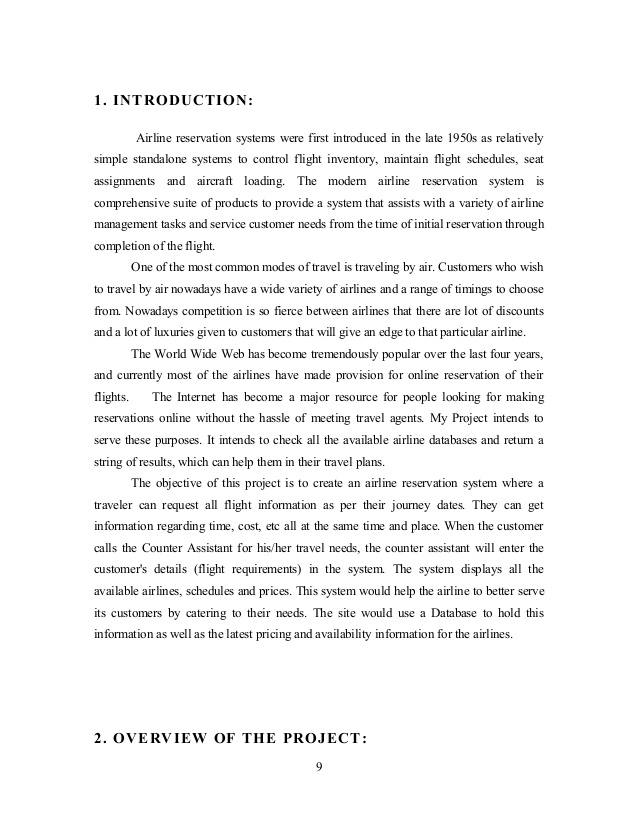 1. INTRODUCTION:
Airline reservation systems were first introduced in the late 1950s as relatively
simple standalone systems to control flight inventory, maintain flight schedules, seat
assignments and aircraft loading. The modern airline reservation system is
comprehensive suite of products to provide a system that assists with a variety of airline
management tasks and service customer needs from the time of initial reservation through
completion of the flight.
One of the most common modes of travel is traveling by air. Customers who wish
to travel by air nowadays have a wide variety of airlines and a range of timings to choose
from. Nowadays competition is so fierce between airlines that there are lot of discounts
and a lot of luxuries given to customers that will give an edge to that particular airline.
The World Wide Web has become tremendously popular over the last four years,
and currently most of the airlines have made provision for online reservation of their
flights. The Internet has become a major resource for people looking for making
reservations online without the hassle of meeting travel agents. My Project intends to
serve these purposes. It intends to check all the available airline databases and return a
string of results, which can help them in their travel plans.
The objective of this project is to create an airline reservation system where a
traveler can request all flight information as per their journey dates. They can get
information regarding time, cost, etc all at the same time and place. When the customer
calls the Counter Assistant for his/her travel needs, the counter assistant will enter the
customer's details (flight requirements) in the system. The system displays all the
available airlines, schedules and prices. This system would help the airline to better serve
its customers by catering to their needs. The site would use a Database to hold this
information as well as the latest pricing and availability information for the airlines.
2. OVERVIEW OF THE PROJECT:
9